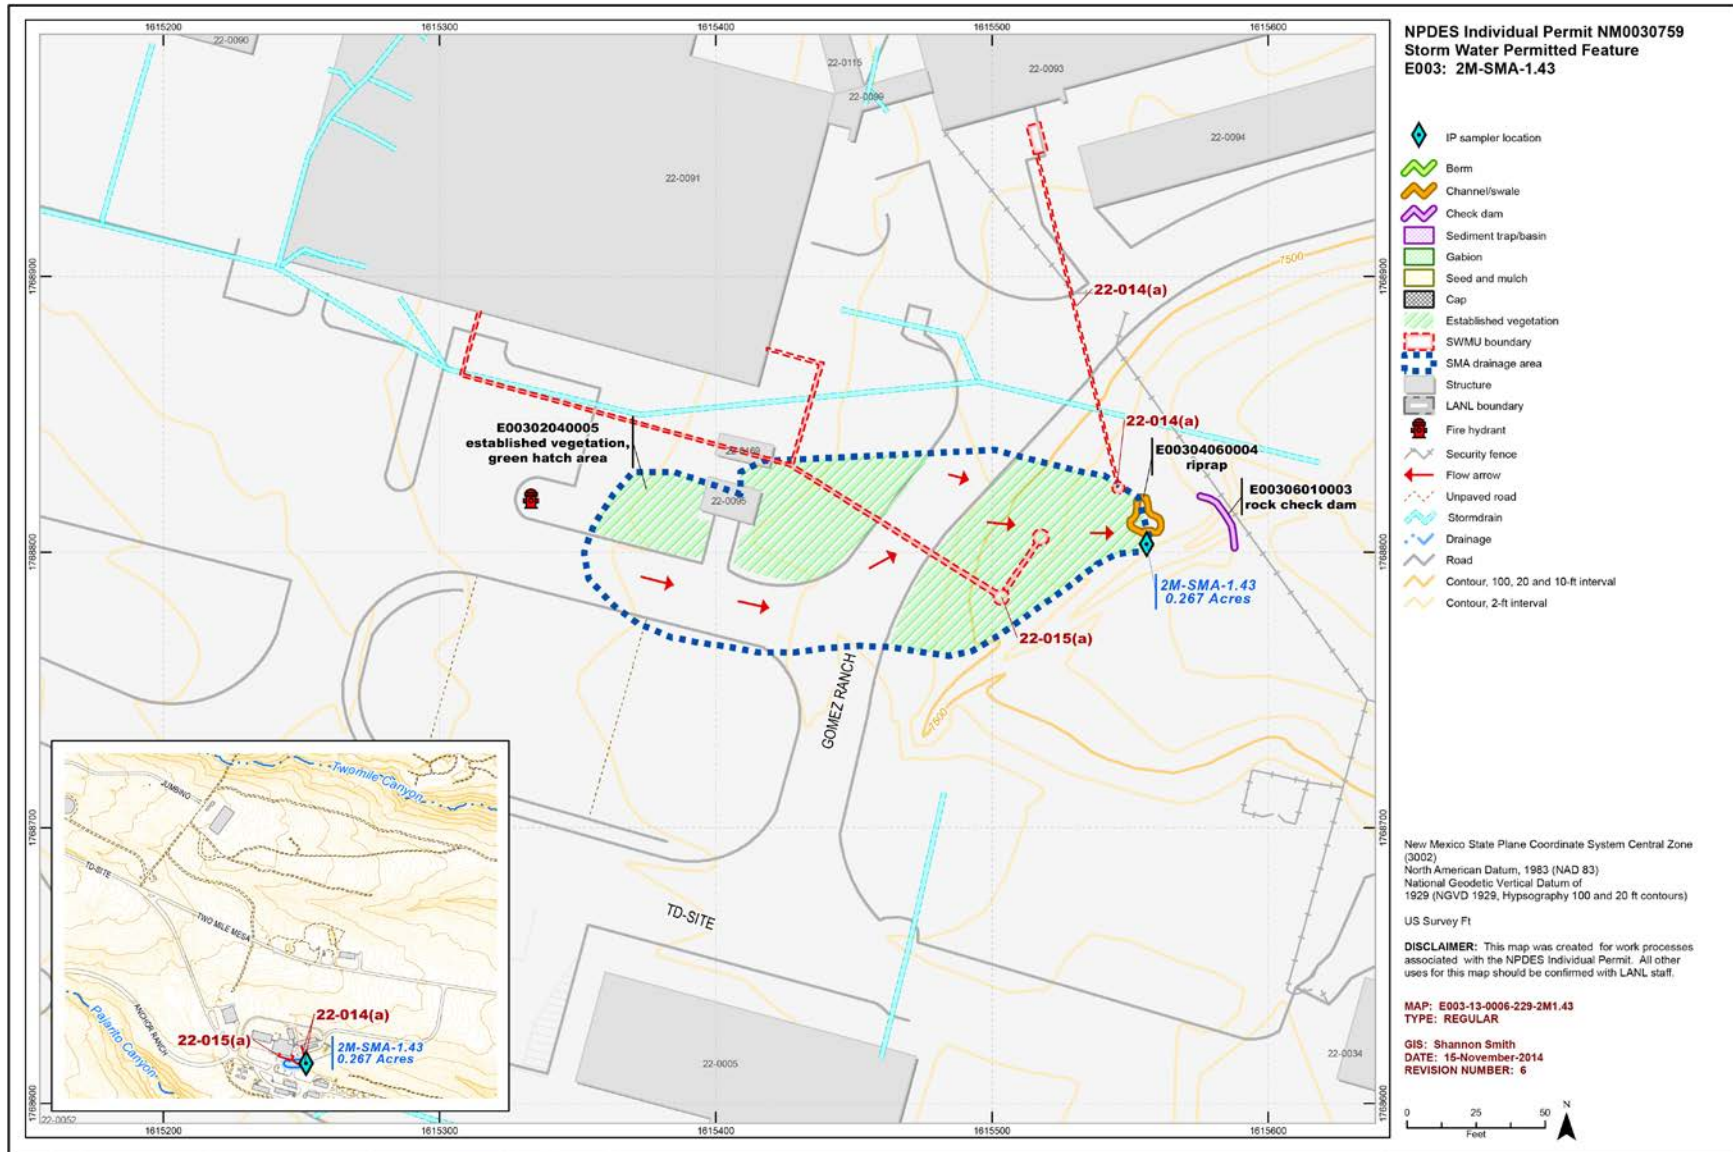 NPDES Individual Permit NM0030759
Storm Water Permitted Feature
E003: 2M-SMA-1.43
IP sampler location
Berm
Channel/swale
Check dam
Sediment trap/basin
Gabion
Seed and mulch
Cap
Established vegetation
SWMU boundary
SMA drainage area
Structure
LANL boundary
Fire hydrant
Security fence
Flow arrow
Unpaved road
Stormdrain
Drainage
Road
Contour, 100, 20 and 10-ft interval
Contour, 2-ft interval
New Mexico State Plane Coordinate System Central Zone
(3002)
North American Datum, 1983 (NAD 83)
National Geodetic Vertical Datum of
1929 (NGVD 1929, Hypsography 100 and 20 ft contours)
US Survey Ft
DISCLAIMER: This map was created for work processes
associated with the NPDES Individual Permit. All other
uses for this map should be confirmed with LANL staff.
MAP: E003-13-0006-229-2M1.43
TYPE: REGULAR
GIS: Shannon Smith
DATE: 15-November-2014
REVISION NUMBER: 6
0 25 50
Feet
N
1615200 1615300 1615400 1615500 1615600
22-0090
22-0115
22-0093
22-0099
22-0094
22-0091
1768900
1768900
7500
22-014(a)
22-014(a)
E00302040005
established vegetation,
green hatch area
E00304060004
riprap
E00306010003
rock check dam
22-0095
1768800
1768800
2M-SMA-1.43
0.267 Acres
22-015(a)
GOMEZ RANCH
7500
1768700
1768700
TD-SITE
22-0005
22-0034
1768600
1768600
22-0052
1615200 1615300 1615400 1615500 1615600
Twomile Canyon
JUMBINO
TD-SITE
TWO MILE MESA
ANCHOR RANCH
Pajarito Canyon
22-014(a)
22-015(a)
2M-SMA-1.43
0.267 Acres